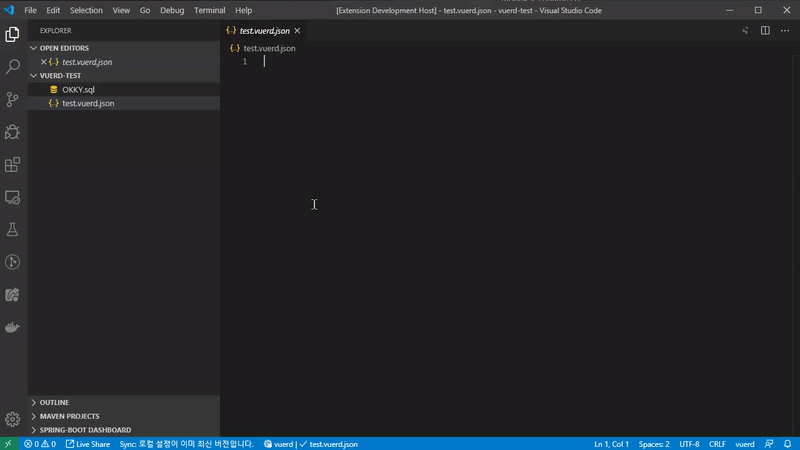 File Edit Selection View Go Debug Terminal Help [Extension Development Host] - test.vuerd.json - vuerd-test - Visual Studio Code
EXPLORER
OPEN EDITORS
test.vuerd.json
VUERD-TEST
OKKY.sql
test.vuerd.json
OUTLINE
MAVEN PROJECTS
SPRING-BOOT DASHBOARD
test.vuerd.json
test.vuerd.json
1
0 0 Live Share Sync: 로컬 설정이 이미 최신 버전입니다. vuerd | test.vuerd.json Ln 1, Col 1 Spaces: 2 UTF-8 CRLF vuerd